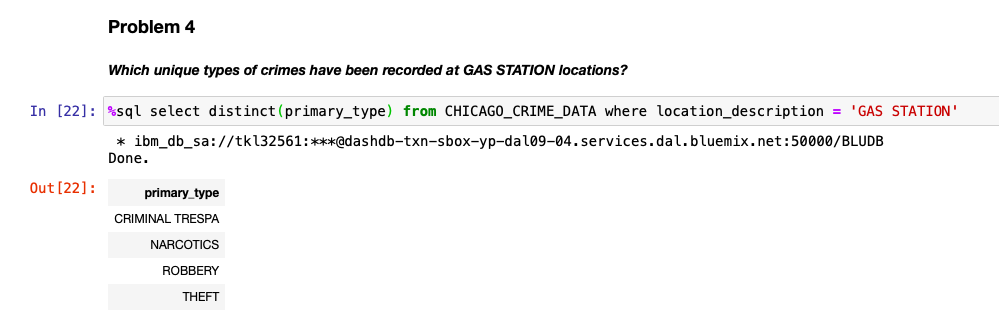 Problem 4
Which unique types of crimes have been recorded at GAS STATION locations?
In [22]: %sql select distinct(primary_type) from CHICAGO_CRIME_DATA where location_description = 'GAS STATION'
* ibm_db_sa://tkl32561:***@dashdb-txn-sbox-yp-dal09-04.services.dal.bluemix.net:50000/BLUDB
Done.
Out[22]: primary_type
CRIMINAL TRESPA
NARCOTICS
ROBBERY
THEFT